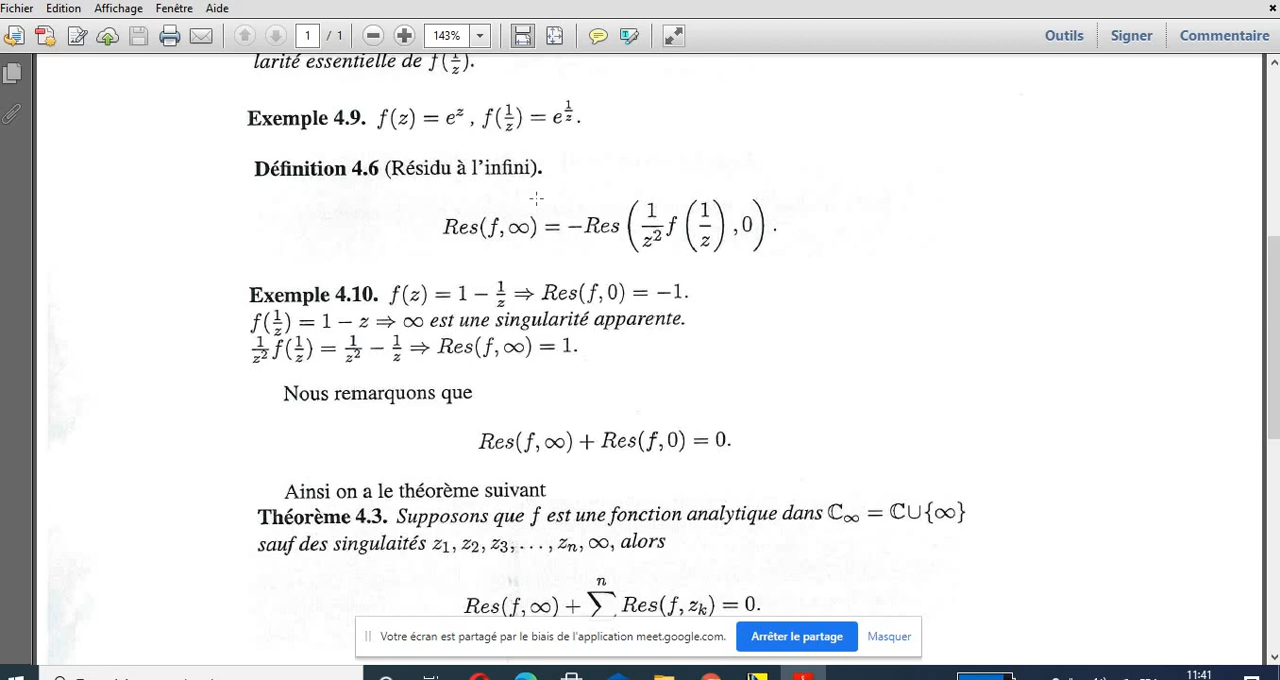 Fichier Edition Affichage Fenêtre Aide
1 / 1 143% Outils Signer Commentaire
larité essentielle de f(1/z).
Exemple 4.9. f(z) = e^z , f(1/z) = e^{1/z}.
Définition 4.6 (Résidu à l'infini).
Res(f, ∞) = −Res (1/z² f (1/z) , 0) .
Exemple 4.10. f(z) = 1 − 1/z ⇒ Res(f, 0) = −1.
f(1/z) = 1 − z ⇒ ∞ est une singularité apparente.
1/z² f(1/z) = 1/z² − 1/z ⇒ Res(f, ∞) = 1.
Nous remarquons que
Res(f, ∞) + Res(f, 0) = 0.
Ainsi on a le théorème suivant
Théorème 4.3. Supposons que f est une fonction analytique dans ℂ∞ = ℂ∪{∞}
sauf des singulaités z₁, z₂, z₃, . . . , zₙ, ∞, alors
Res(f, ∞) + ∑ⁿ Res(f, zₖ) = 0.
Votre écran est partagé par le biais de l'application meet.google.com. Arrêter le partage Masquer
11:41